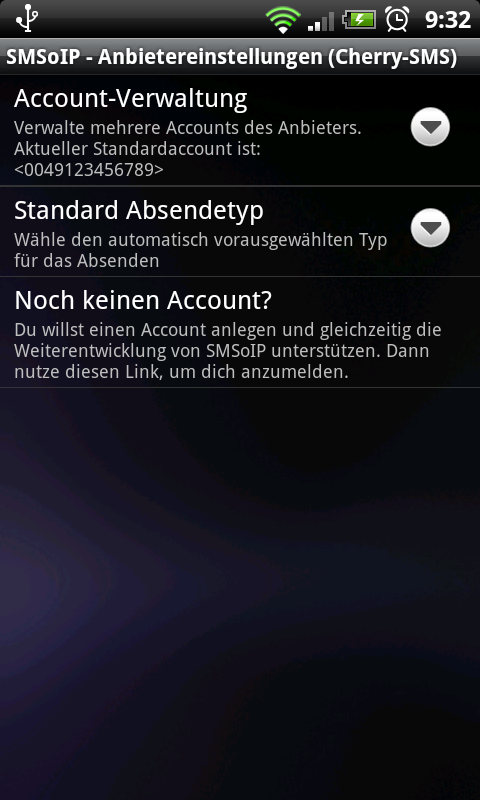 9:32
SMSoIP - Anbietereinstellungen (Cherry-SMS)
Account-Verwaltung
Verwalte mehrere Accounts des Anbieters.
Aktueller Standardaccount ist:
<0049123456789>
Standard Absendetyp
Wähle den automatisch vorausgewählten Typ
für das Absenden
Noch keinen Account?
Du willst einen Account anlegen und gleichzeitig die
Weiterentwicklung von SMSoIP unterstützen. Dann
nutze diesen Link, um dich anzumelden.